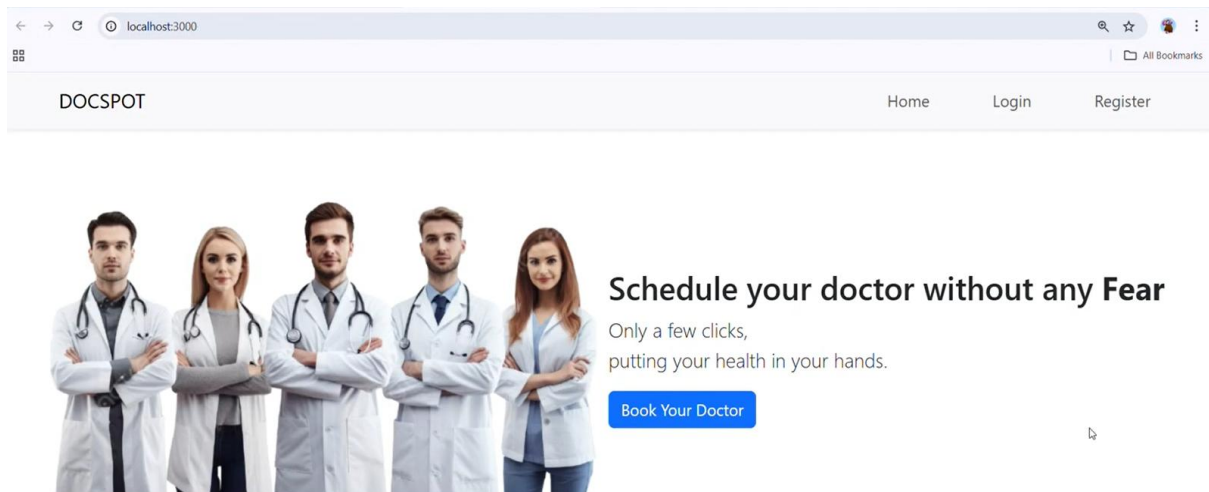 localhost:3000
All Bookmarks
DOCSPOT
Home Login Register
Schedule your doctor without any Fear
Only a few clicks,
putting your health in your hands.
Book Your Doctor